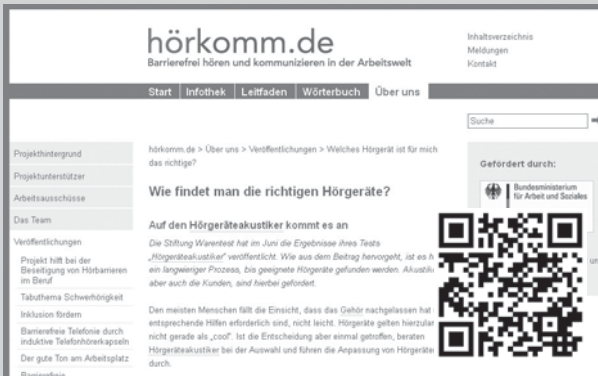 hörkomm.de
Barrierefrei hören und kommunizieren in der Arbeitswelt
Inhaltsverzeichnis
Meldungen
Kontakt
Start
Infothek
Leitfaden
Wörterbuch
Über uns
Suche
Projekthintergrund
Projektunterstützer
Arbeitsausschüsse
Das Team
Veröffentlichungen
Projekt hilft bei der
Beseitigung von Hörbarrieren
im Beruf
Tabuthema Schwerhörigkeit
Inklusion fördern
Barrierefreie Telefonie durch
induktive Telefonhörerkapseln
Der gute Ton am Arbeitsplatz
Barrierefreie
hörkomm.de > Über uns > Veröffentlichungen > Welches Hörgerät ist für mich
das richtige?
Wie findet man die richtigen Hörgeräte?
Auf den Hörgeräteakustiker kommt es an
Die Stiftung Warentest hat im Juni die Ergebnisse ihres Tests
„Hörgeräteakustiker" veröffentlicht. Wie aus dem Beitrag hervorgeht, ist es
ein langwieriger Prozess, bis geeignete Hörgeräte gefunden werden.
aber auch die Kunden, sind hierbei gefordert.
Den meisten Menschen fällt die Einsicht, dass das Gehör nachgelassen hat
entsprechende Hilfen erforderlich sind, nicht leicht. Hörgeräte gelten
nicht gerade als „cool". Ist die Entscheidung aber einmal getroffen, beraten
Hörgeräteakustiker bei der Auswahl und führen die Anpassung von
durch.
Gefördert durch:
Bundesministerium
für Arbeit und Soziales